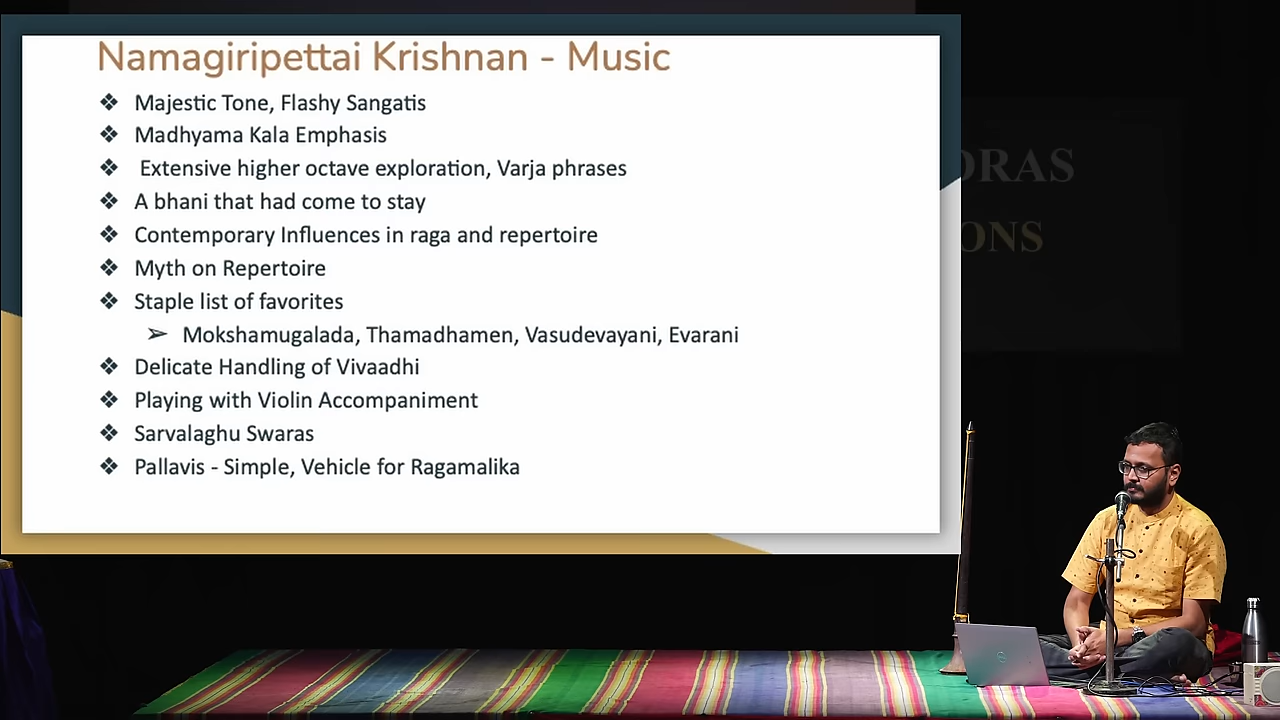 Namagiripettai Krishnan - Music
❖ Majestic Tone, Flashy Sangatis
❖ Madhyama Kala Emphasis
❖ Extensive higher octave exploration, Varja phrases
❖ A bhani that had come to stay
❖ Contemporary Influences in raga and repertoire
❖ Myth on Repertoire
❖ Staple list of favorites
➢ Mokshamugalada, Thamadhamen, Vasudevayani, Evarani
❖ Delicate Handling of Vivaadhi
❖ Playing with Violin Accompaniment
❖ Sarvalaghu Swaras
❖ Pallavis - Simple, Vehicle for Ragamalika